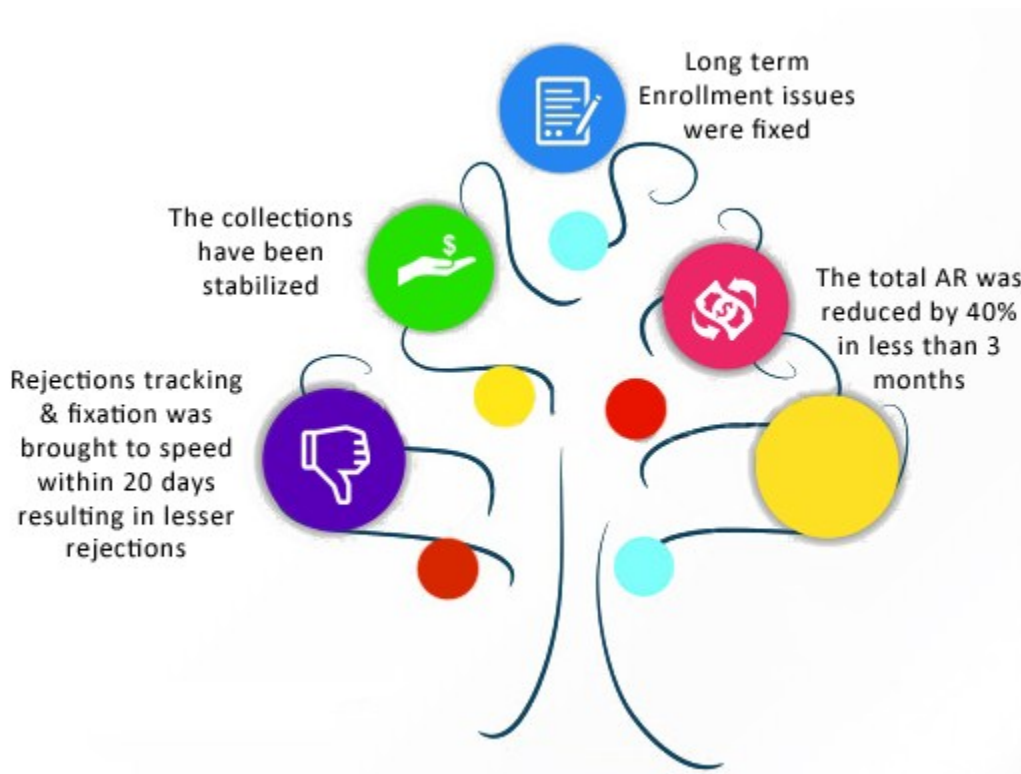 Long term
Enrollment issues
were fixed
The collections
have been
stabilized
$
The total AR was
reduced by 40%
in less than 3
months
$
Rejections tracking
& fixation was
brought to speed
within 20 days
resulting in lesser
rejections